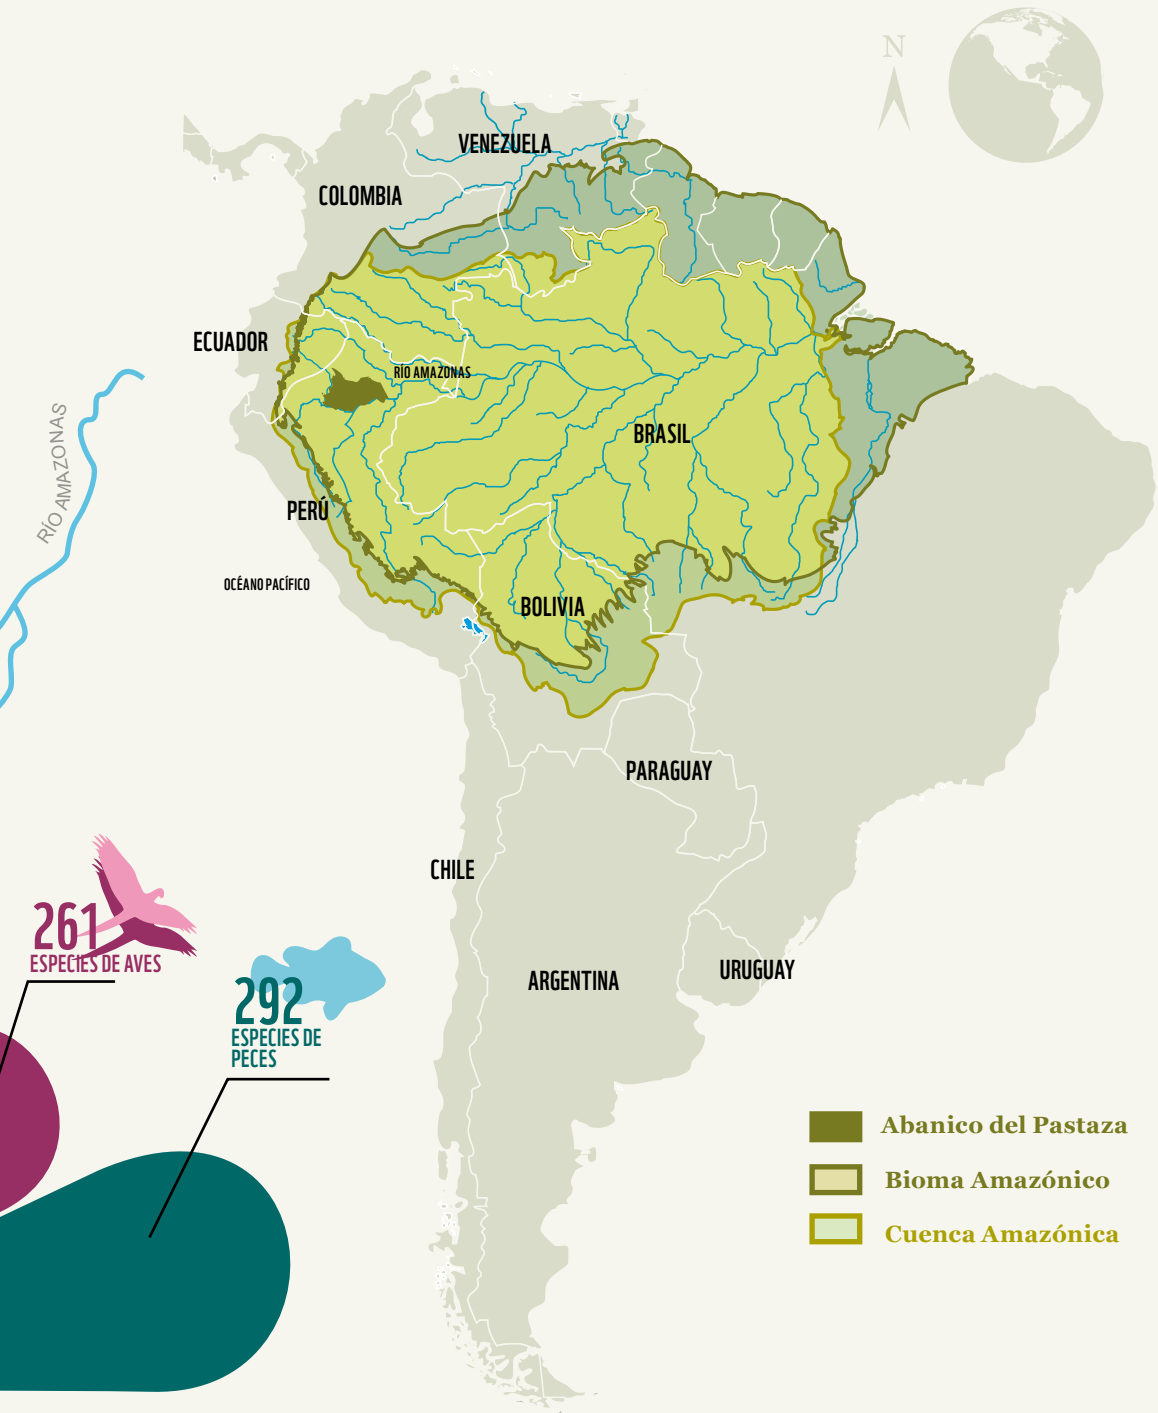 N
VENEZUELA
COLOMBIA
ECUADOR
RÍO AMAZONAS
RÍO AMAZONAS
BRASIL
PERÚ
OCÉANO PACÍFICO
BOLIVIA
PARAGUAY
CHILE
ARGENTINA
URUGUAY
261
ESPECIES DE AVES
292
ESPECIES DE
PECES
Abanico del Pastaza
Bioma Amazónico
Cuenca Amazónica